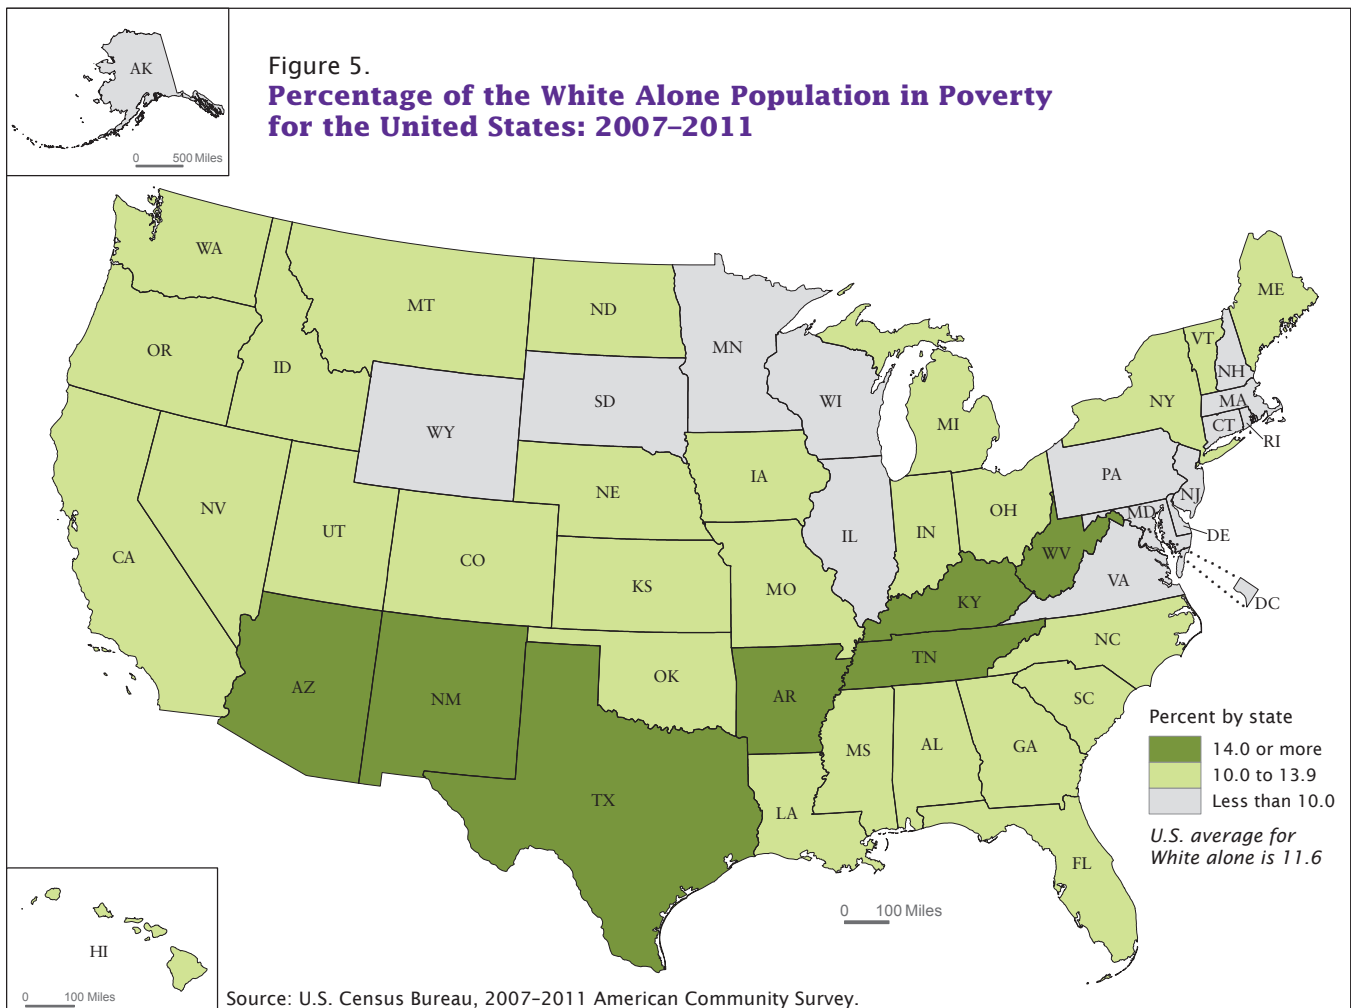 AK
0 500 Miles
Figure 5.
Percentage of the White Alone Population in Poverty
for the United States: 2007–2011
WA
MT
ND
MN
ME
OR
ID
SD
WI
VT
NH
NY
MA
CT
RI
WY
MI
IA
NE
PA
NJ
NV
UT
CO
IL
IN
OH
MD
DE
CA
KS
MO
WV
VA
DC
KY
NC
TN
AZ
NM
OK
AR
SC
MS
AL
GA
TX
LA
FL
Percent by state
14.0 or more
10.0 to 13.9
Less than 10.0
U.S. average for
White alone is 11.6
0 100 Miles
HI
0 100 Miles
Source: U.S. Census Bureau, 2007–2011 American Community Survey.